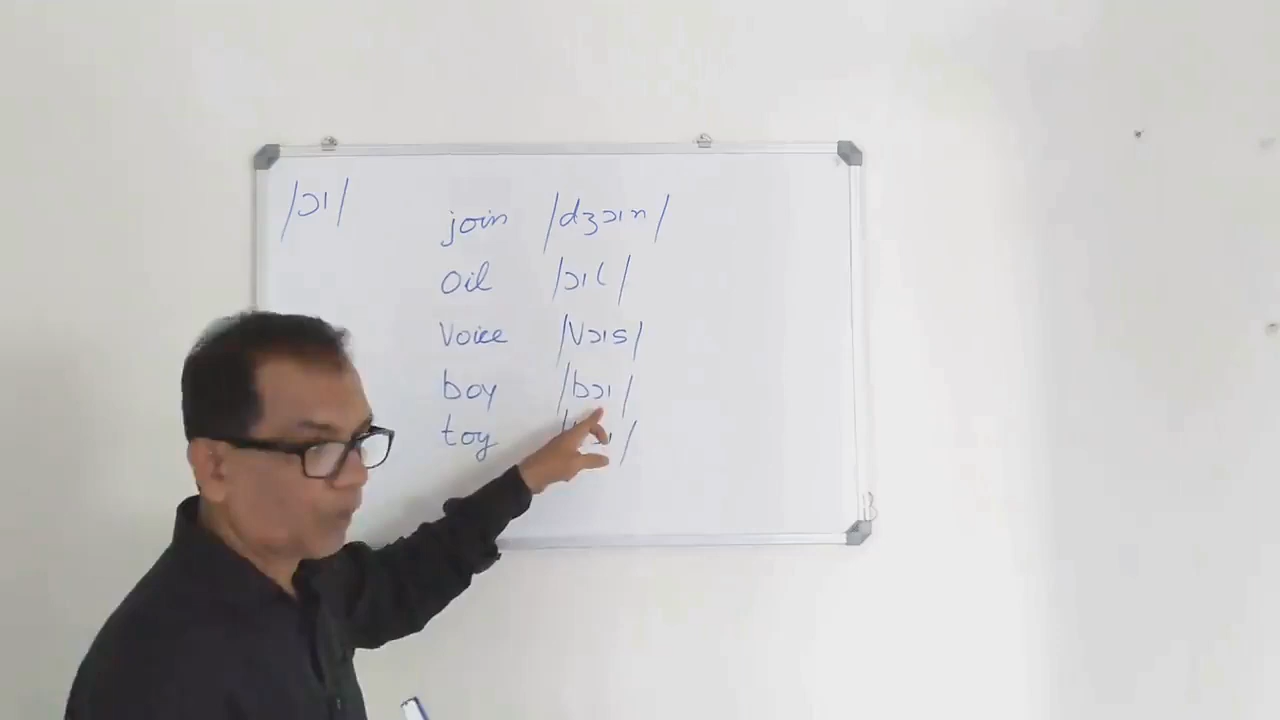 /ɔɪ/
join /dʒɔɪn/
oil /ɔɪl/
Voice /Vɔɪs/
boy /bɔɪ/
toy